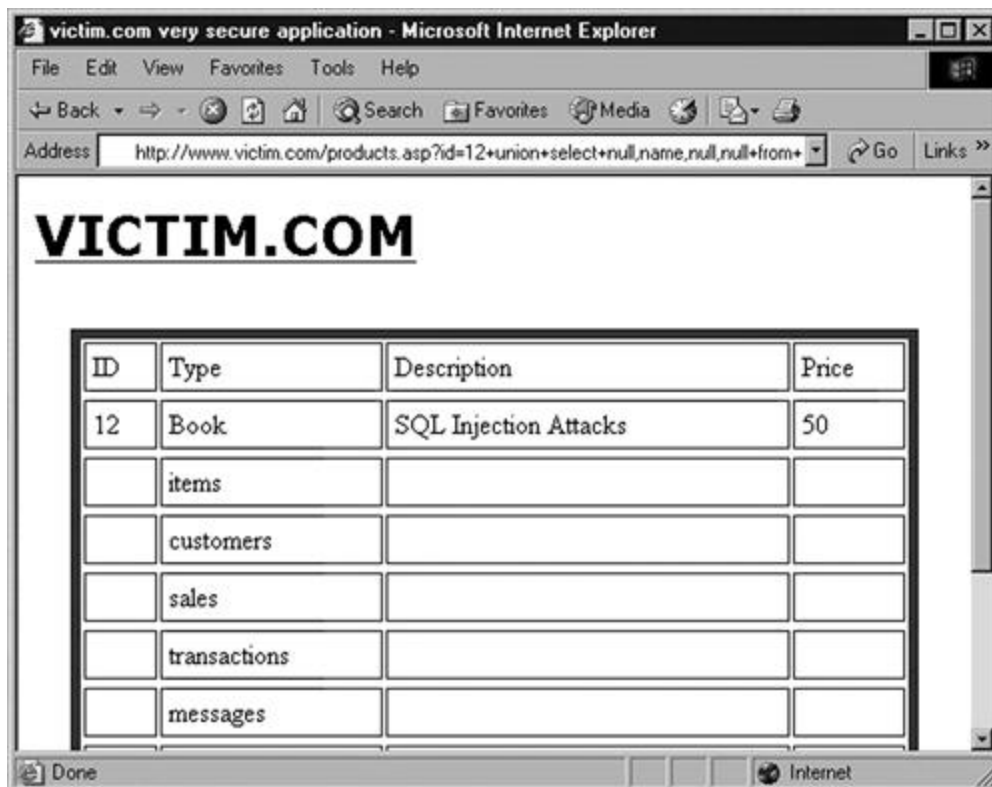 victim.com very secure application - Microsoft Internet Explorer
File Edit View Favorites Tools Help
Back Search Favorites Media
Address http://www.victim.com/products.asp?id=12+union+select+null,name,null,null+from+ Go Links »
VICTIM.COM
ID Type Description Price
12 Book SQL Injection Attacks 50
items
customers
sales
transactions
messages
Done Internet